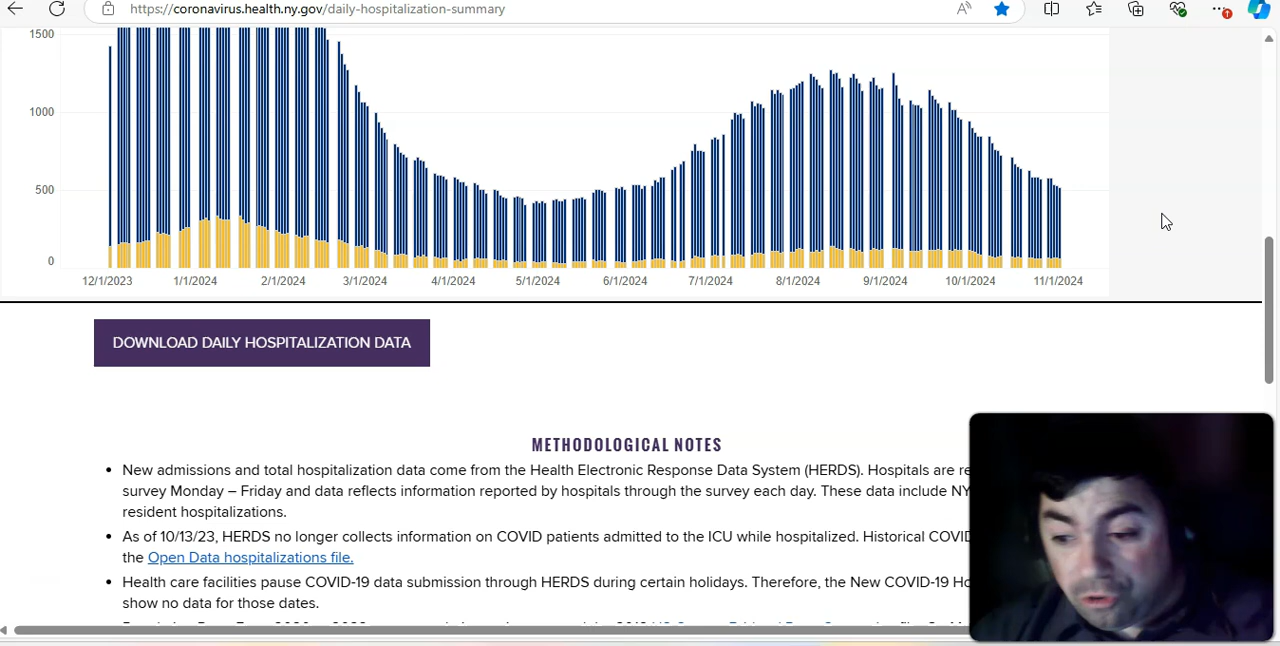 https://coronavirus.health.ny.gov/daily-hospitalization-summary
1500
1000
500
0
12/1/2023 1/1/2024 2/1/2024 3/1/2024 4/1/2024 5/1/2024 6/1/2024 7/1/2024 8/1/2024 9/1/2024 10/1/2024 11/1/2024
DOWNLOAD DAILY HOSPITALIZATION DATA
METHODOLOGICAL NOTES
New admissions and total hospitalization data come from the Health Electronic Response Data System (HERDS). Hospitals are re
survey Monday – Friday and data reflects information reported by hospitals through the survey each day. These data include NY
resident hospitalizations.
As of 10/13/23, HERDS no longer collects information on COVID patients admitted to the ICU while hospitalized. Historical COVID
the Open Data hospitalizations file.
Health care facilities pause COVID-19 data submission through HERDS during certain holidays. Therefore, the New COVID-19 Ho
show no data for those dates.